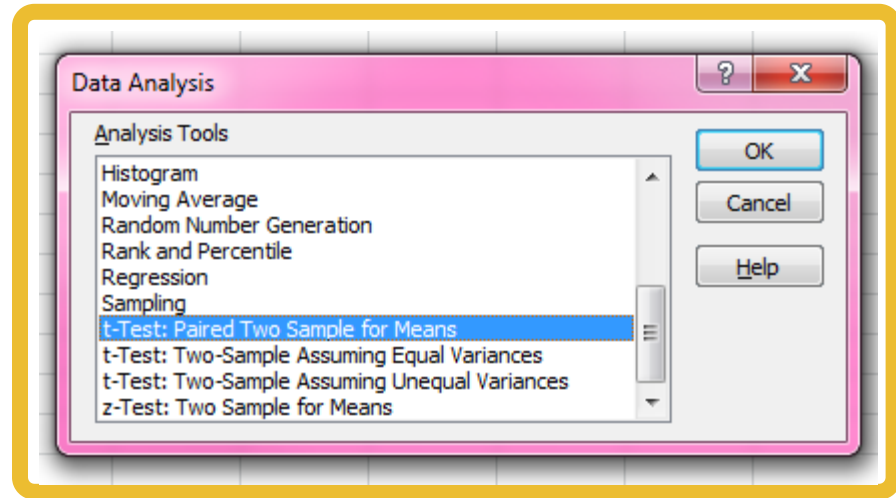 Data Analysis
?
X
Analysis Tools
Histogram
Moving Average
Random Number Generation
Rank and Percentile
Regression
Sampling
t-Test: Paired Two Sample for Means
t-Test: Two-Sample Assuming Equal Variances
t-Test: Two-Sample Assuming Unequal Variances
z-Test: Two Sample for Means
OK
Cancel
Help